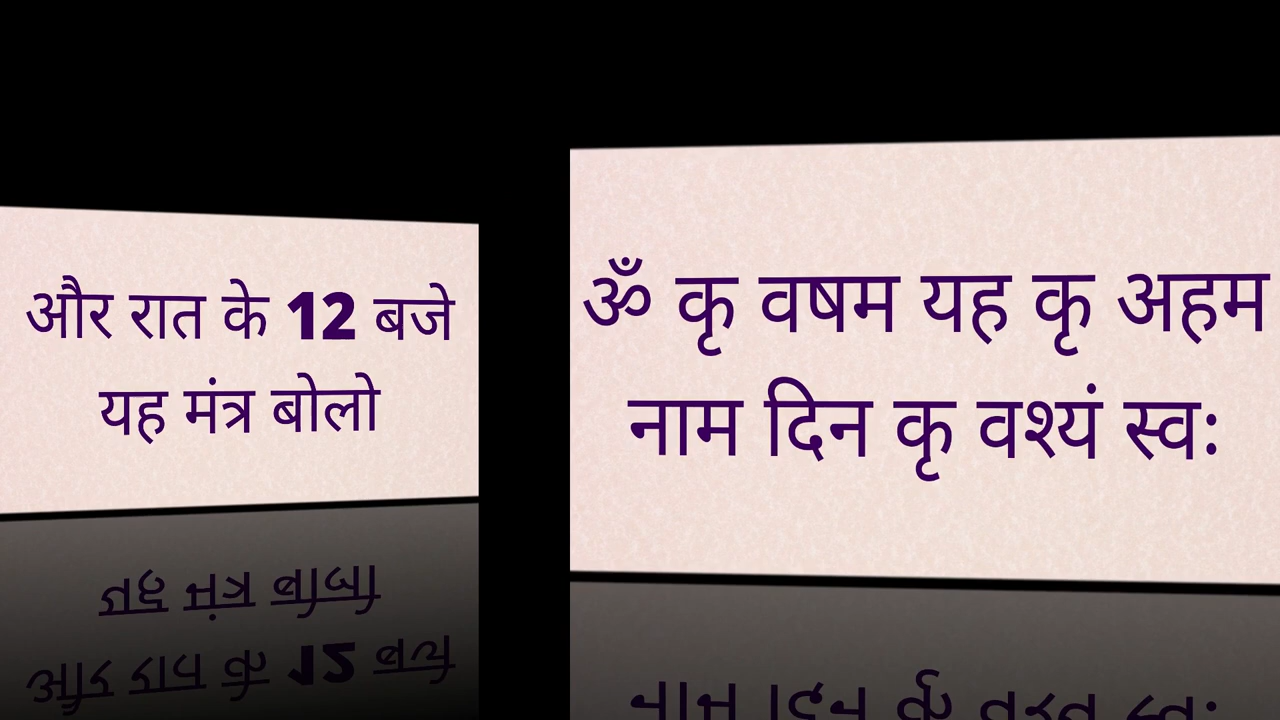 और रात के 12 बजे
यह मंत्र बोलो
ॐ कृ वषम यह कृ अहम
नाम दिन कृ वश्यं स्वः